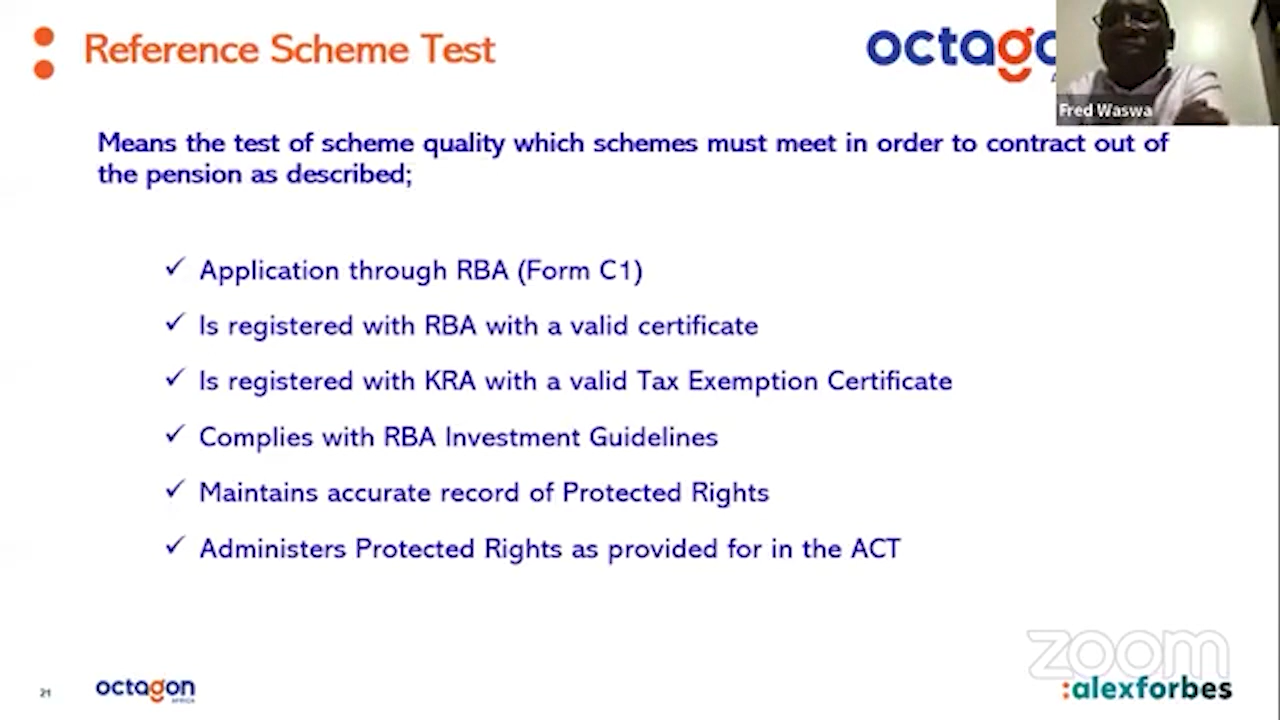 Reference Scheme Test
octag
Fred Waswa
Means the test of scheme quality which schemes must meet in order to contract out of
the pension as described;
✓ Application through RBA (Form C1)
✓ Is registered with RBA with a valid certificate
✓ Is registered with KRA with a valid Tax Exemption Certificate
✓ Complies with RBA Investment Guidelines
✓ Maintains accurate record of Protected Rights
✓ Administers Protected Rights as provided for in the ACT
zoom
21
octagon
AFRICA
:alexforbes